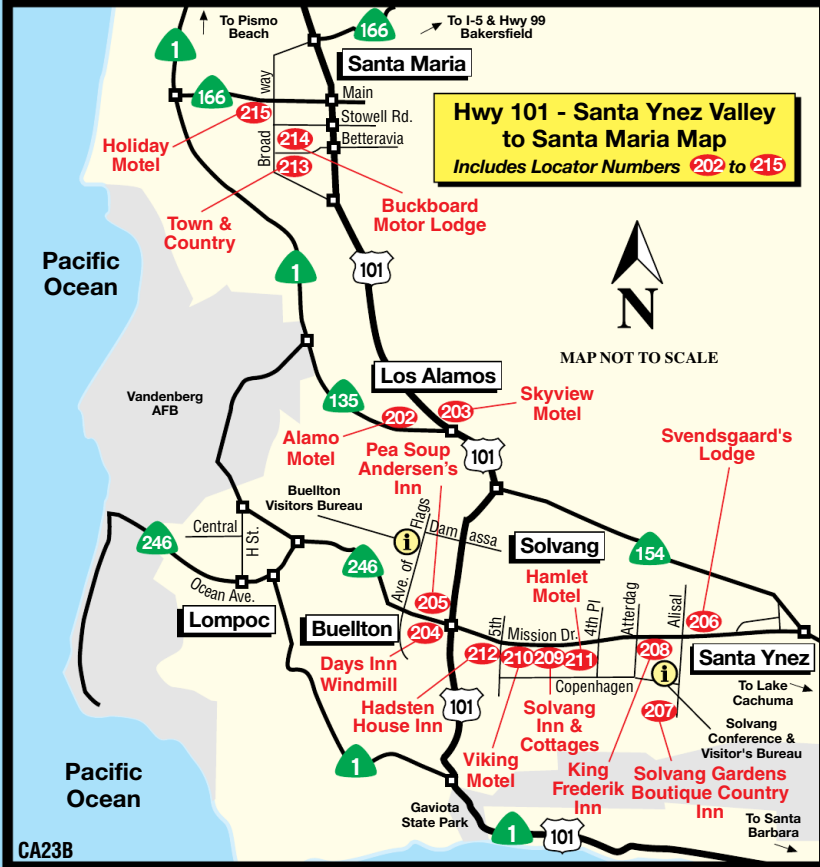 To Pismo
Beach
166
To I-5 & Hwy 99
Bakersfield
1
Santa Maria
166
way
Main
215
Stowell Rd.
Hwy 101 - Santa Ynez Valley
to Santa Maria Map
Includes Locator Numbers 202 to 215
Holiday
Motel
Broad
214
Betteravia
213
Town &
Country
Buckboard
Motor Lodge
Pacific
Ocean
1
101
N
MAP NOT TO SCALE
Los Alamos
Vandenberg
AFB
135
202
203
Skyview
Motel
Alamo
Motel
Pea Soup
Andersen's
Inn
101
Svendsgaard's
Lodge
Buellton
Visitors Bureau
Central
H St.
246
i
Flags
Ave. of
Dam
assa
Solvang
154
246
Ocean Ave.
Hamlet
Motel
Lompoc
Buellton
205
204
5th
Mission Dr.
4th Pl
Atterdag
Alisal
206
Santa Ynez
212
210
209
211
208
i
Days Inn
Windmill
Copenhagen
To Lake
Cachuma
Hadsten
House Inn
101
Solvang
Inn &
Cottages
207
Solvang
Conference &
Visitor's Bureau
1
Viking
Motel
King
Frederik
Inn
Solvang Gardens
Boutique Country
Inn
Pacific
Ocean
Gaviota
State Park
1
101
To Santa
Barbara
CA23B